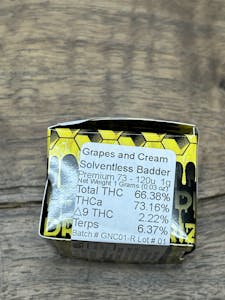 Grapes and Cream
Solventless Badder
Premium 73 - 120u 1g
Net Weight 1 Grams (0.03 oz)
Total THC 66.38%
THCa 73.16%
Δ9 THC 2.22%
Terps 6.37%
Batch # GNC01-R Lot # 01